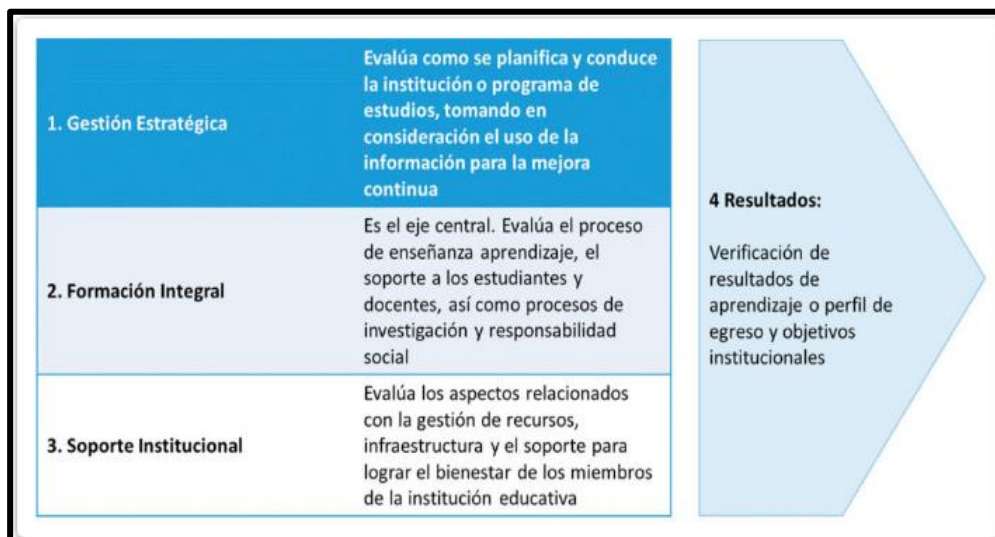 1. Gestión Estratégica
Evalúa como se planifica y conduce
la institución o programa de
estudios, tomando en
consideración el uso de la
información para la mejora
continua
2. Formación Integral
Es el eje central. Evalúa el proceso
de enseñanza aprendizaje, el
soporte a los estudiantes y
docentes, así como procesos de
investigación y responsabilidad
social
3. Soporte Institucional
Evalúa los aspectos relacionados
con la gestión de recursos,
infraestructura y el soporte para
lograr el bienestar de los miembros
de la institución educativa
4 Resultados:
Verificación de
resultados de
aprendizaje o perfil de
egreso y objetivos
institucionales